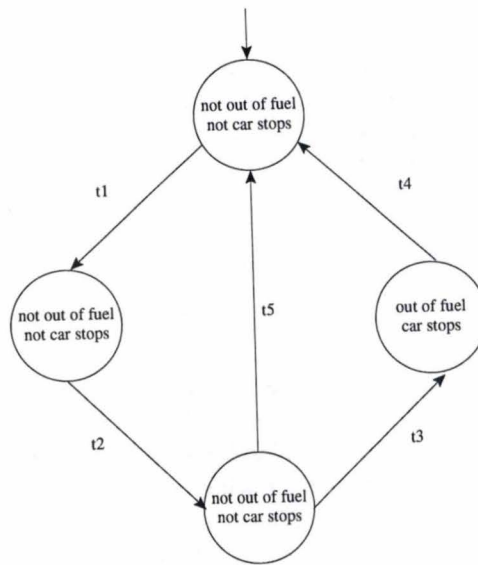 not out of fuel
not car stops
t1
t4
not out of fuel
not car stops
t5
out of fuel
car stops
t2
t3
not out of fuel
not car stops